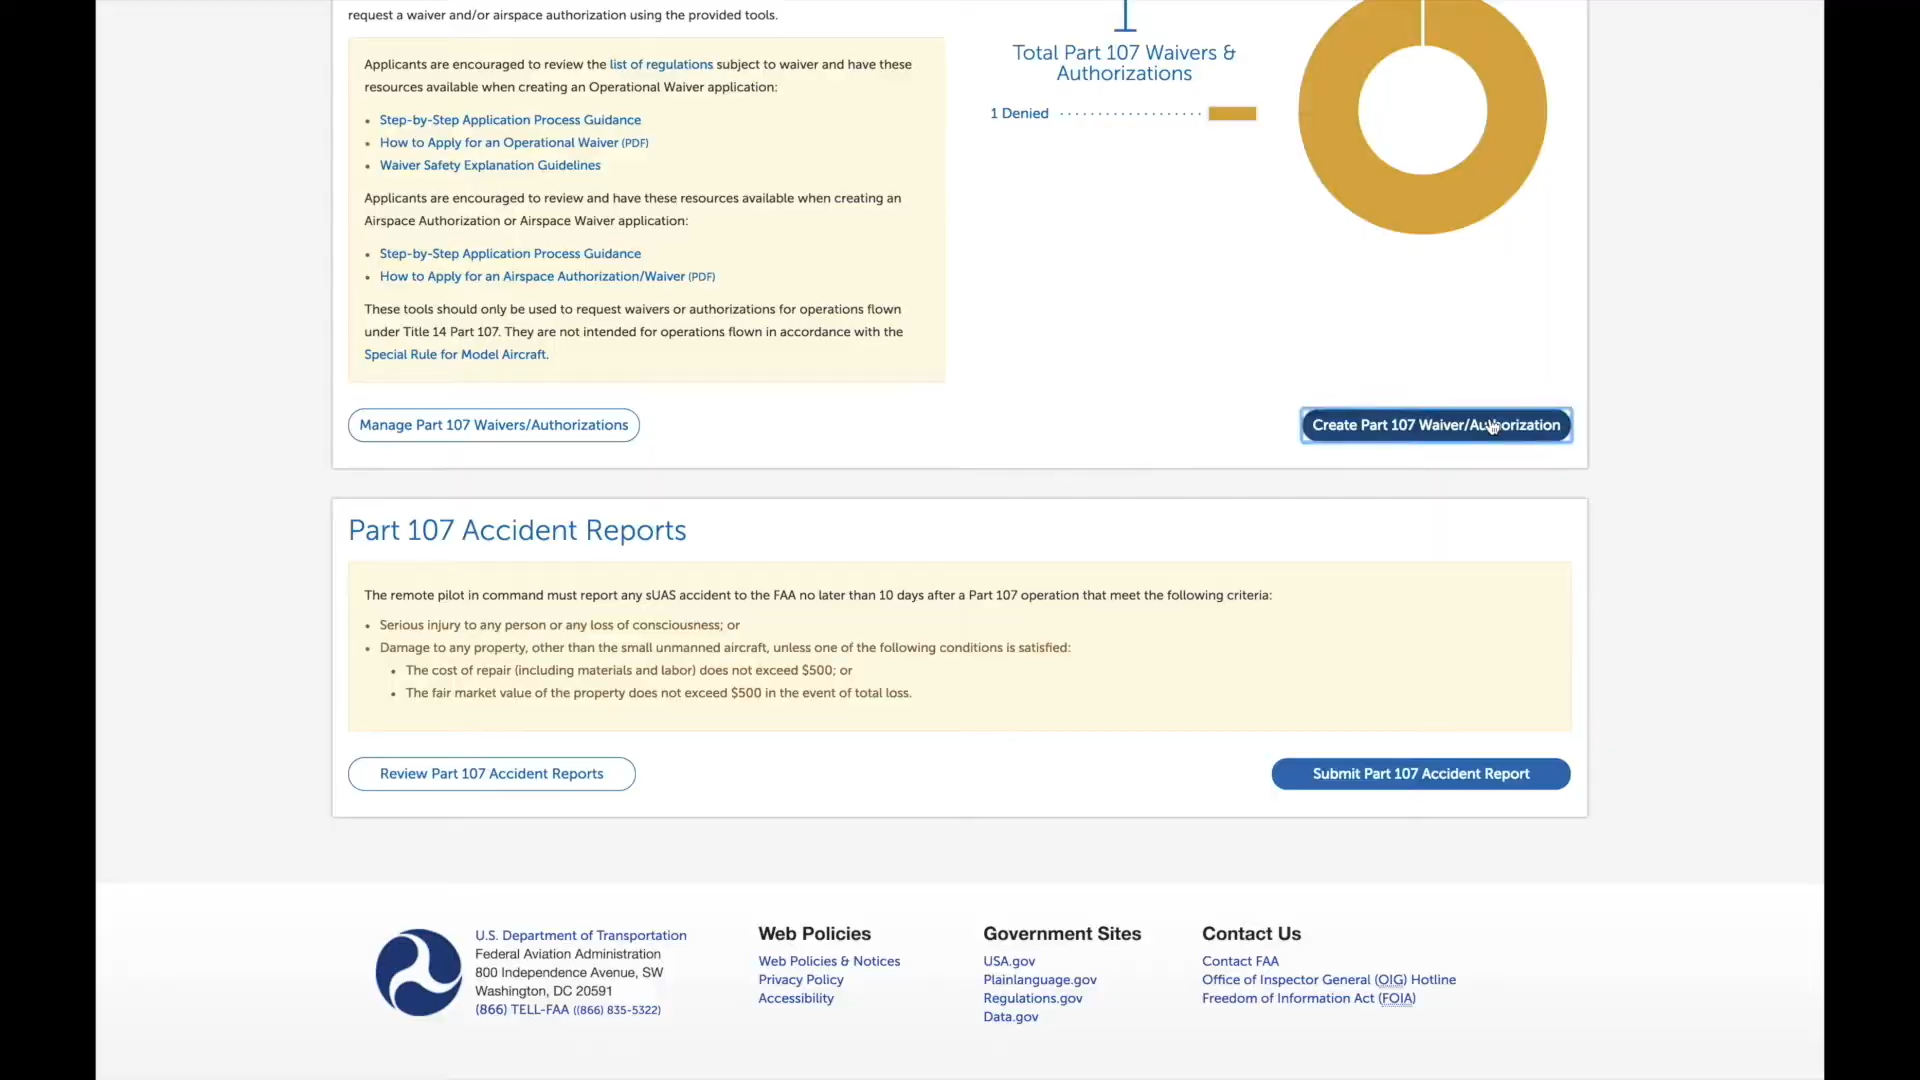 request a waiver and/or airspace authorization using the provided tools.
Applicants are encouraged to review the list of regulations subject to waiver and have these
resources available when creating an Operational Waiver application:
Step-by-Step Application Process Guidance
How to Apply for an Operational Waiver (PDF)
Waiver Safety Explanation Guidelines
Applicants are encouraged to review and have these resources available when creating an
Airspace Authorization or Airspace Waiver application:
Step-by-Step Application Process Guidance
How to Apply for an Airspace Authorization/Waiver (PDF)
These tools should only be used to request waivers or authorizations for operations flown
under Title 14 Part 107. They are not intended for operations flown in accordance with the
Special Rule for Model Aircraft.
1
Total Part 107 Waivers &
Authorizations
1 Denied
Manage Part 107 Waivers/Authorizations
Create Part 107 Waiver/Authorization
Part 107 Accident Reports
The remote pilot in command must report any sUAS accident to the FAA no later than 10 days after a Part 107 operation that meet the following criteria:
Serious injury to any person or any loss of consciousness; or
Damage to any property, other than the small unmanned aircraft, unless one of the following conditions is satisfied:
The cost of repair (including materials and labor) does not exceed $500; or
The fair market value of the property does not exceed $500 in the event of total loss.
Review Part 107 Accident Reports
Submit Part 107 Accident Report
U.S. Department of Transportation
Federal Aviation Administration
800 Independence Avenue, SW
Washington, DC 20591
(866) TELL-FAA ((866) 835-5322)
Web Policies
Web Policies & Notices
Privacy Policy
Accessibility
Government Sites
USA.gov
Plainlanguage.gov
Regulations.gov
Data.gov
Contact Us
Contact FAA
Office of Inspector General (OIG) Hotline
Freedom of Information Act (FOIA)